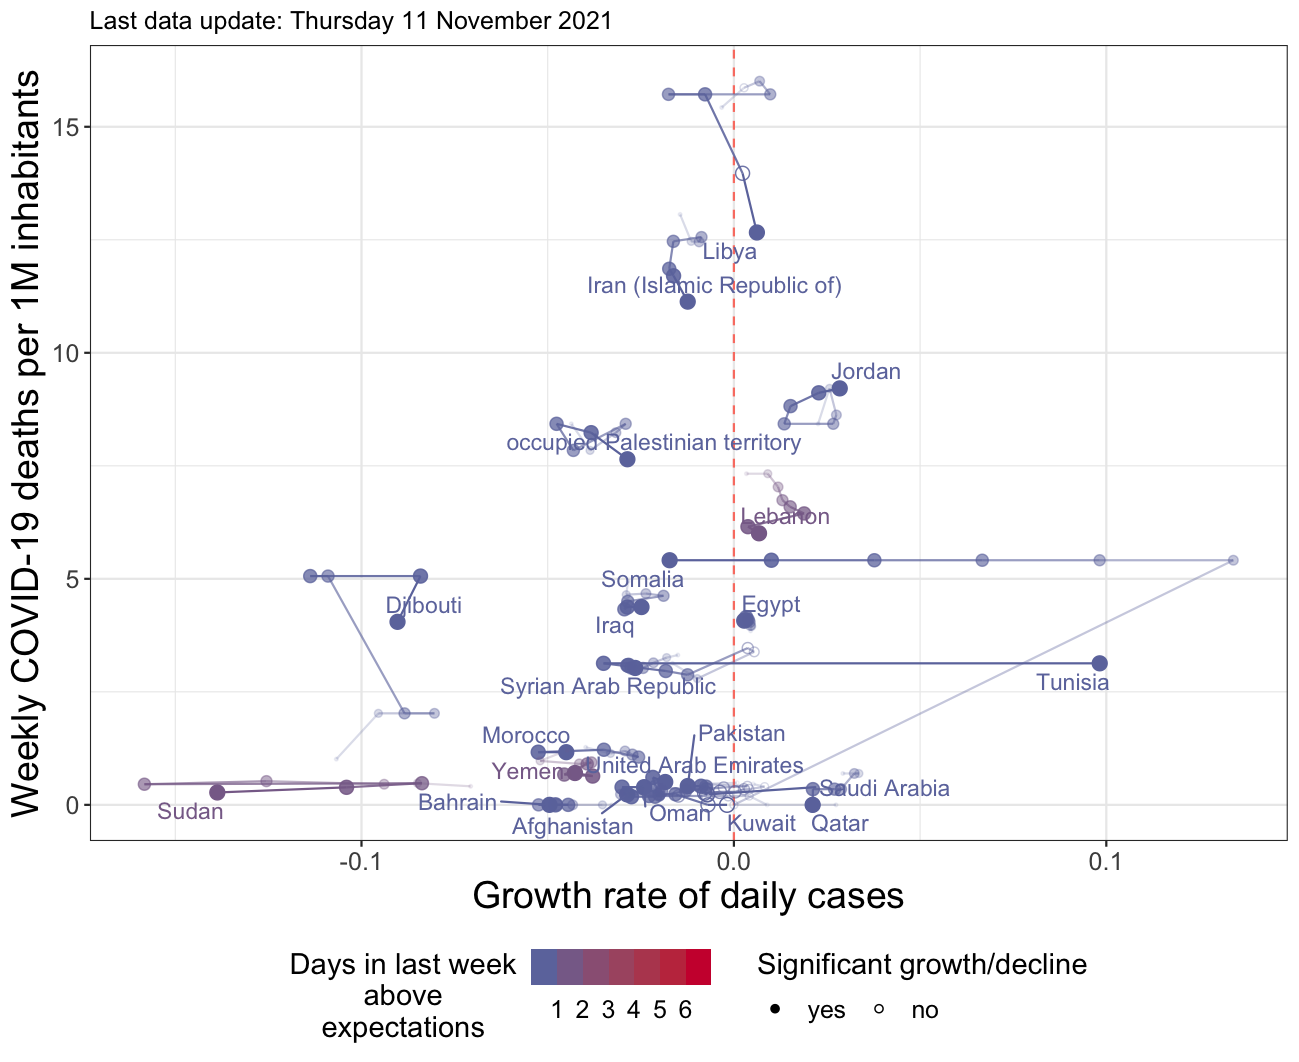 Last data update: Thursday 11 November 2021
Weekly COVID-19 deaths per 1M inhabitants
15
10
5
0
Libya
Iran (Islamic Republic of)
Jordan
occupied Palestinian territory
Lebanon
Somalia
Djibouti
Egypt
Iraq
Syrian Arab Republic
Tunisia
Morocco
Pakistan
Yemen
United Arab Emirates
Saudi Arabia
Bahrain
Sudan
Oman
Afghanistan
Kuwait
Qatar
-0.1
0.0
0.1
Growth rate of daily cases
Days in last week
above
expectations
1 2 3 4 5 6
Significant growth/decline
yes
no